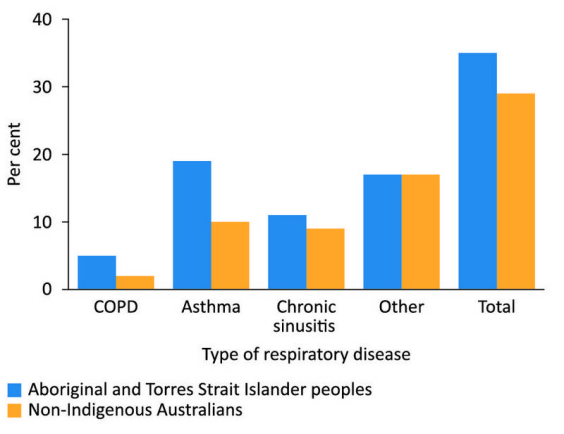 40
30
20
10
0
Per cent
COPD
Asthma
Chronic
sinusitis
Other
Total
Type of respiratory disease
Aboriginal and Torres Strait Islander peoples
Non-Indigenous Australians